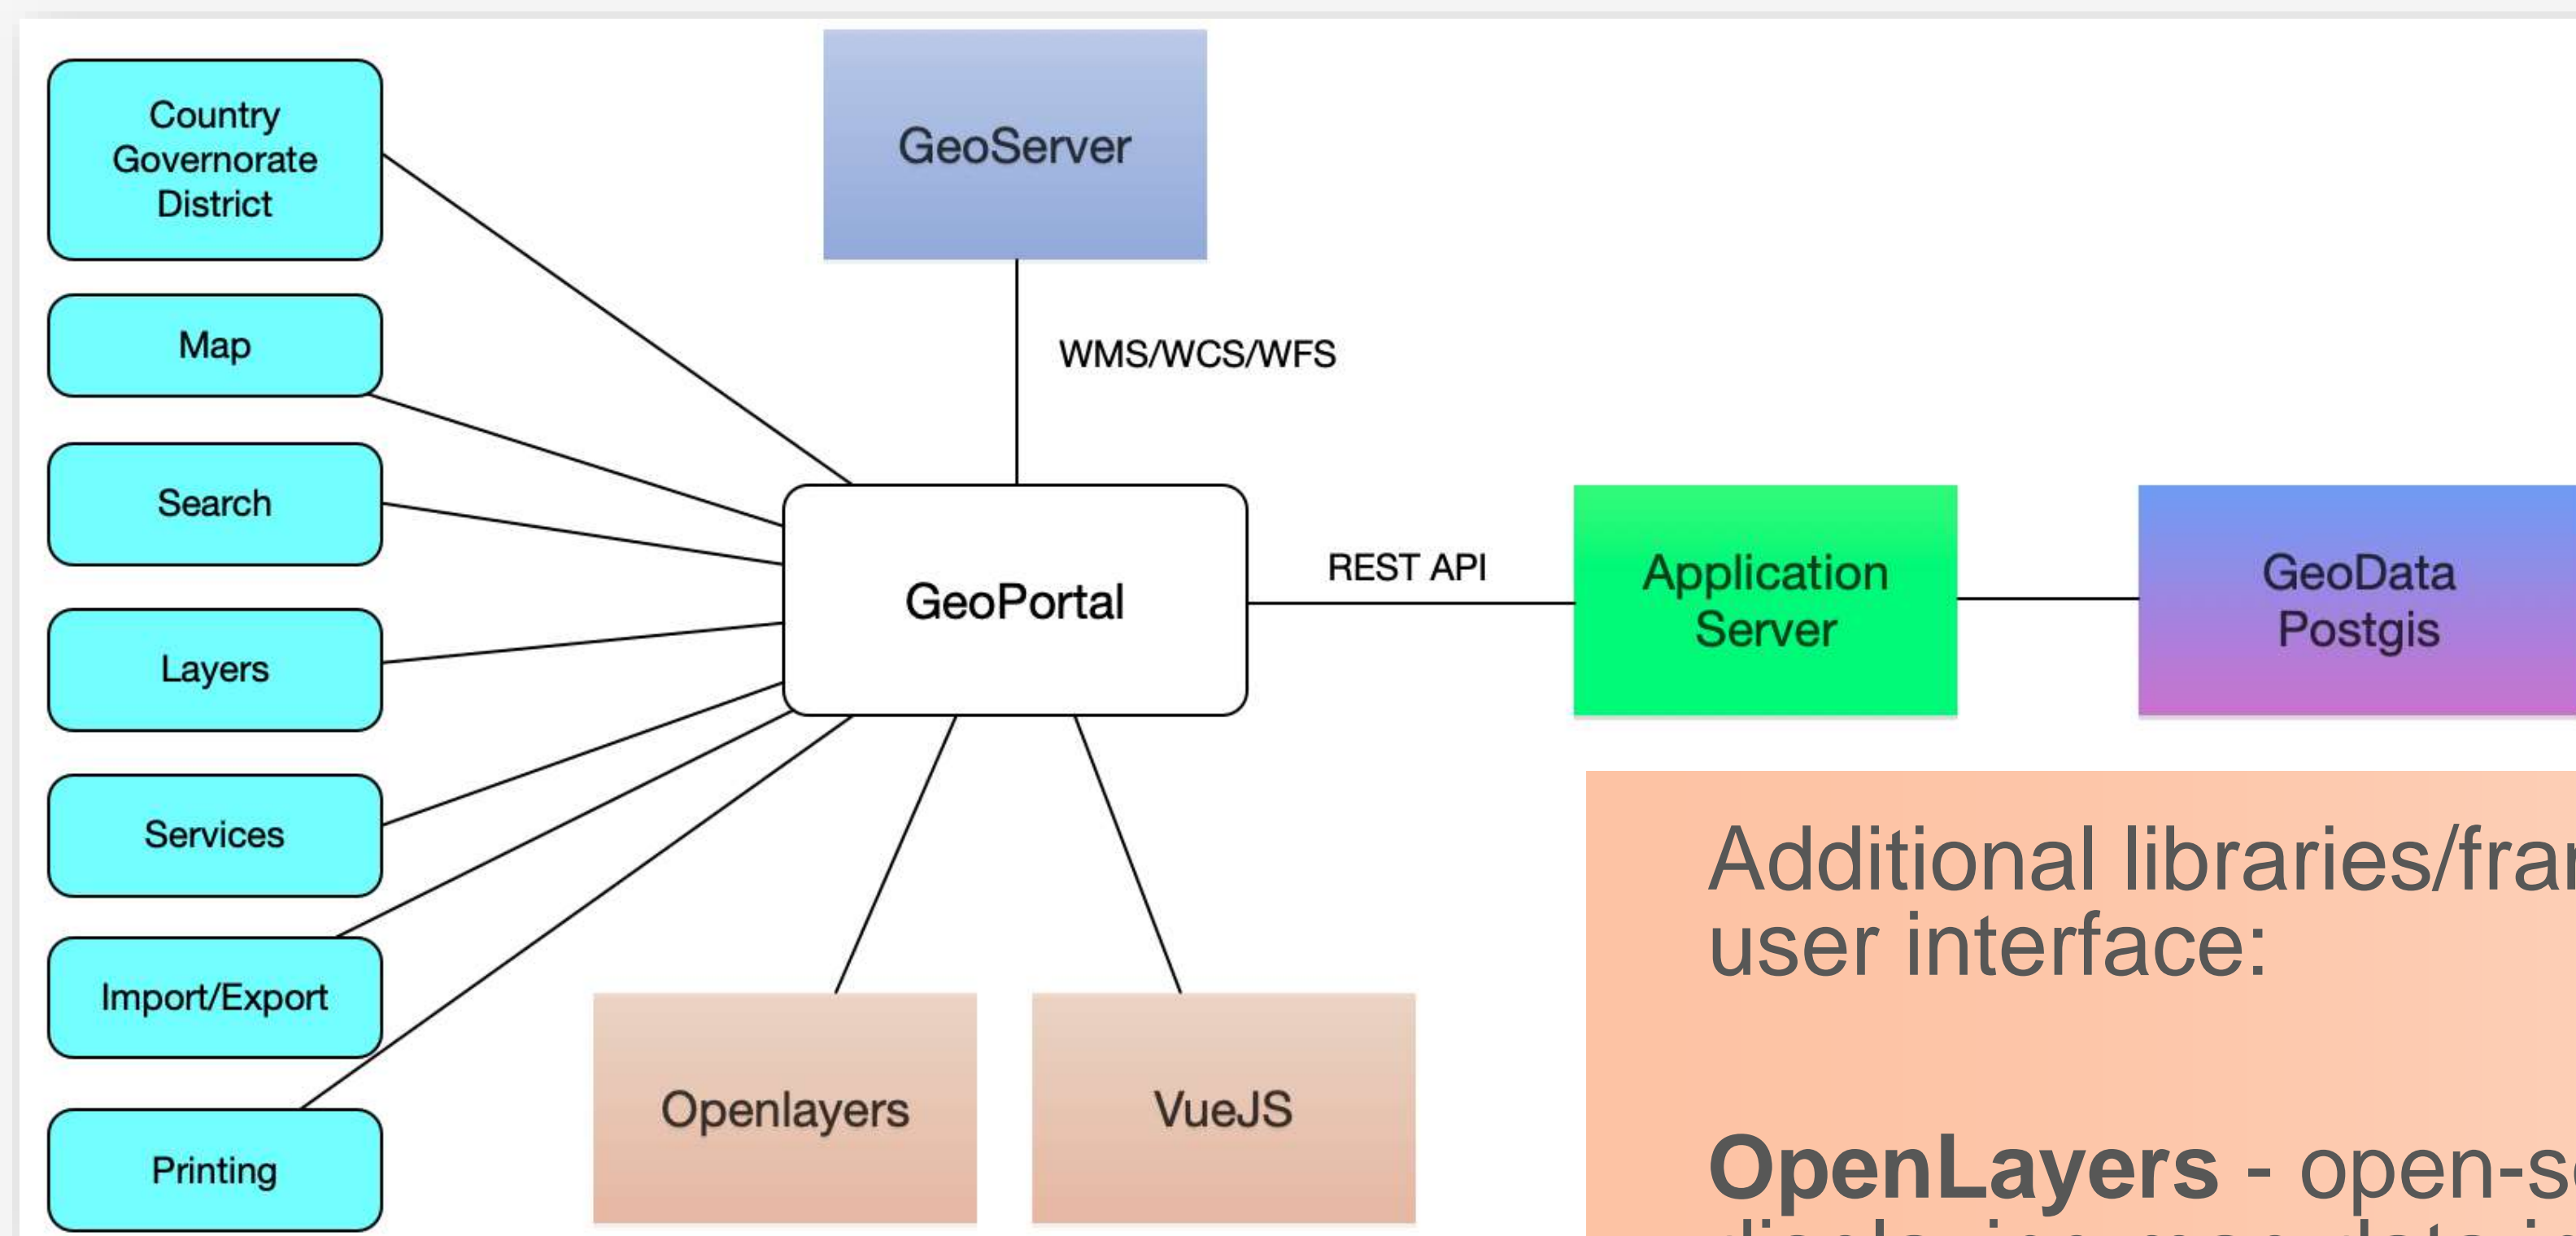 Country
Governorate
District
Map
Search
Layers
Services
Import/Export
Printing
GeoServer
WMS/WCS/WFS
GeoPortal
REST API
Application
Server
GeoData
Postgis
Openlayers
VueJS
Additional
user interface:
OpenLayers -